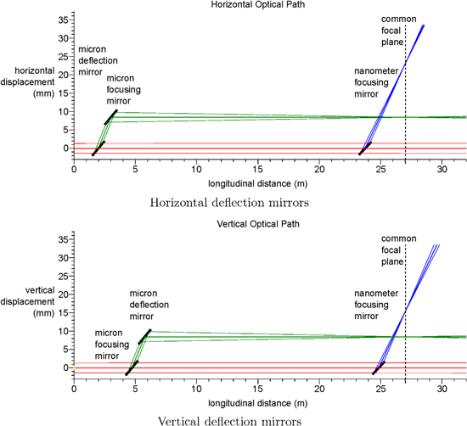 Horizontal Optical Path
35
30
25
20
15
10
5
0
horizontal
displacement
(mm)
micron
deflection
mirror
micron
focusing
mirror
nanometer
focusing
mirror
common
focal
plane
0 5 10 15 20 25 30
longitudinal distance (m)
Horizontal deflection mirrors
Vertical Optical Path
35
30
25
20
15
10
5
0
vertical
displacement
(mm)
micron
focusing
mirror
micron
deflection
mirror
nanometer
focusing
mirror
common
focal
plane
0 5 10 15 20 25 30
longitudinal distance (m)
Vertical deflection mirrors